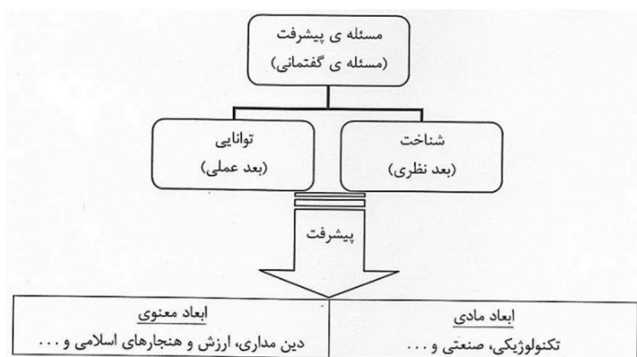 مسئله ی پیشرفت
(مسئله ی گفتمانی)
شناخت
(بعد نظری)
توانایی
(بعد عملی)
پیشرفت
ابعاد مادی
تکنولوژیکی، صنعتی و ...
ابعاد معنوی
دین مداری، ارزش و هنجارهای اسلامی و ...